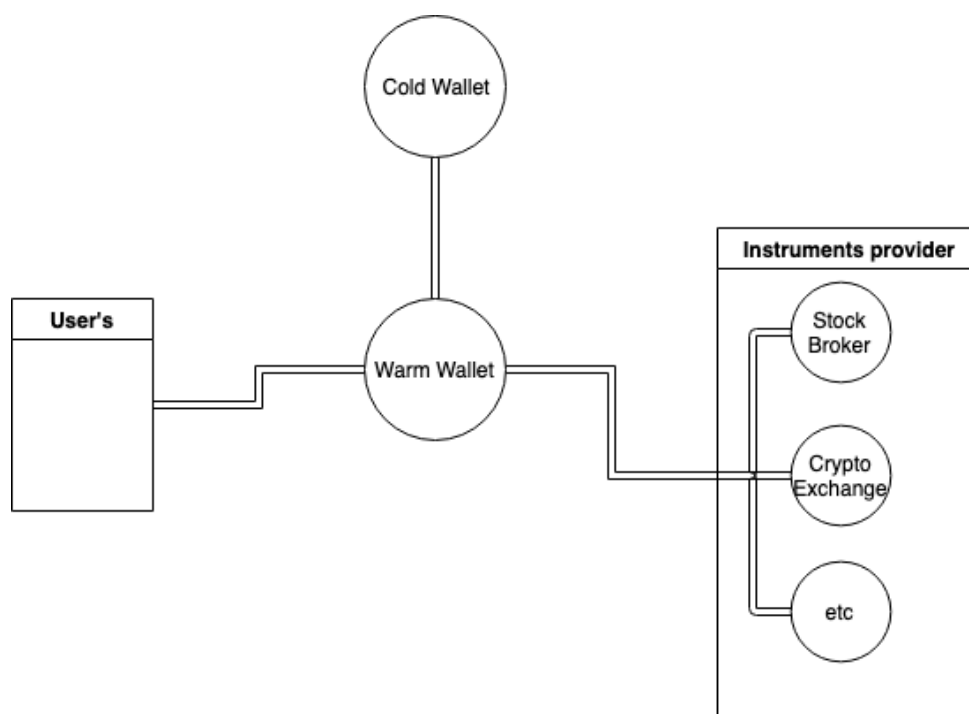 Cold Wallet
Instruments provider
User's
Stock
Broker
Warm Wallet
Crypto
Exchange
etc